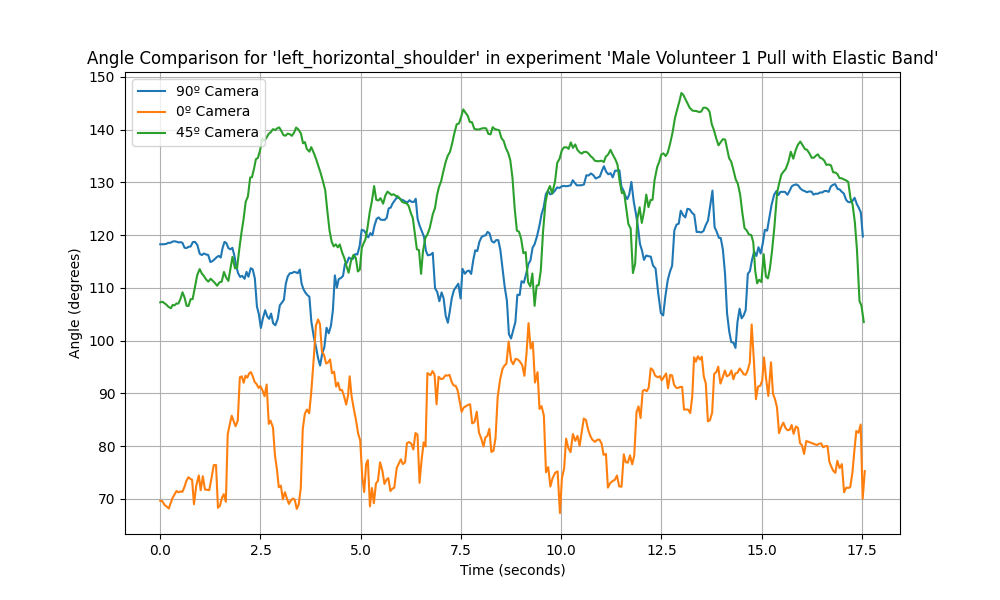 Angle Comparison for 'left_horizontal_shoulder' in experiment 'Male Volunteer 1 Pull with Elastic Band'
90º Camera
0º Camera
45º Camera
150
140
130
120
110
100
90
80
70
Angle (degrees)
0.0 2.5 5.0 7.5 10.0 12.5 15.0 17.5
Time (seconds)